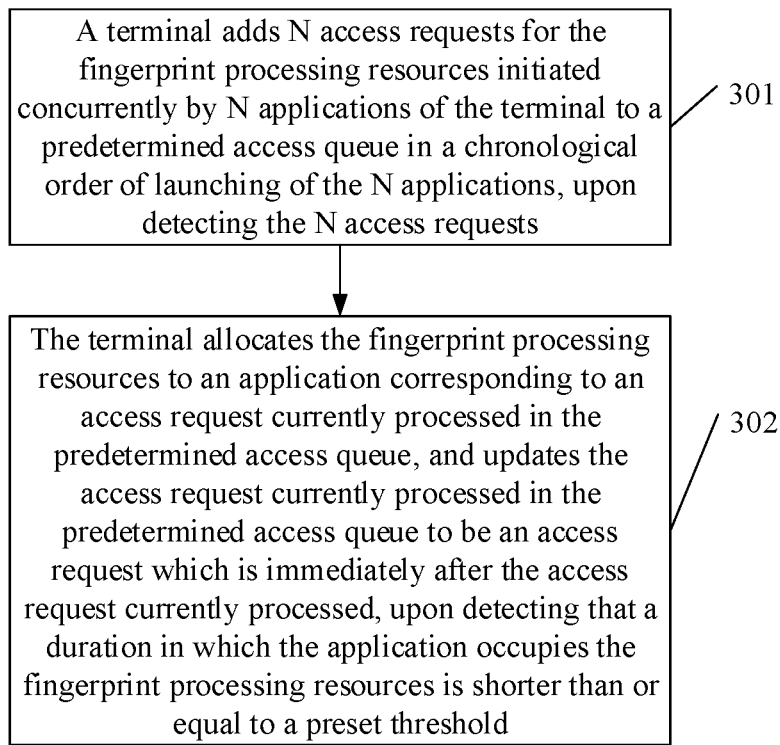 A terminal adds N access requests for the
fingerprint processing resources initiated
concurrently by N applications of the terminal to a
predetermined access queue in a chronological
order of launching of the N applications, upon
detecting the N access requests
301
The terminal allocates the fingerprint processing
resources to an application corresponding to an
access request currently processed in the
predetermined access queue, and updates the
access request currently processed in the
predetermined access queue to be an access
request which is immediately after the access
request currently processed, upon detecting that a
duration in which the application occupies the
fingerprint processing resources is shorter than or
equal to a preset threshold
302